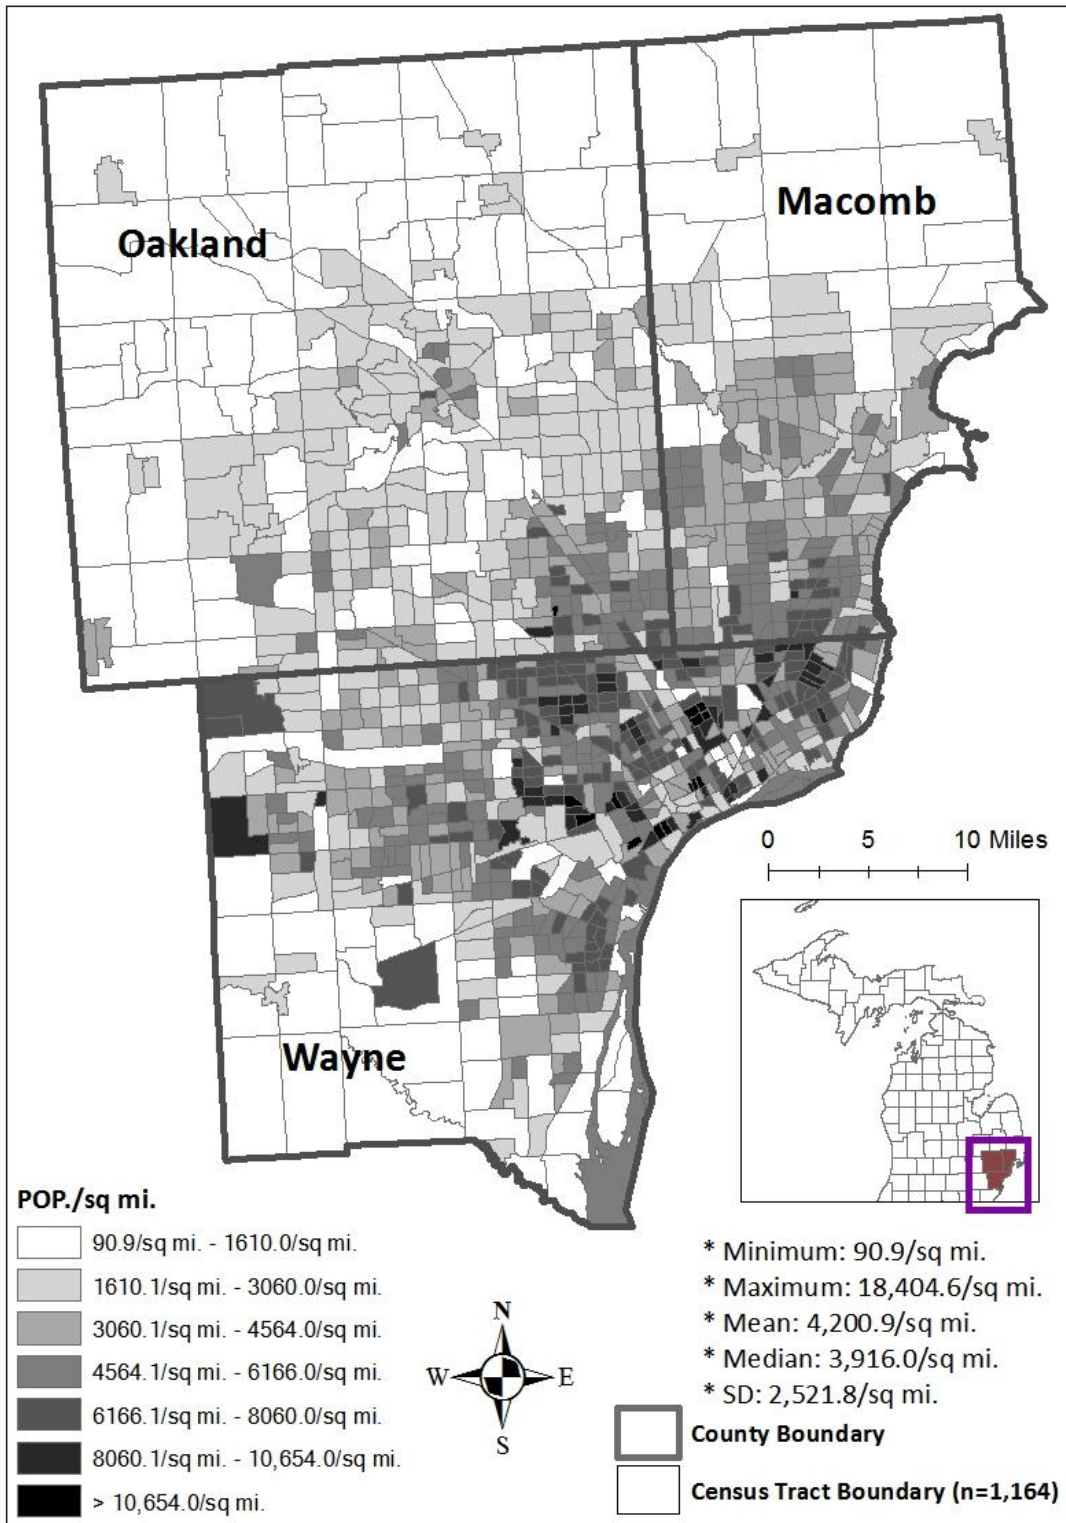 Macomb
Oakland
0 5 10 Miles
Wayne
POP./sq mi.
90.9/sq mi. - 1610.0/sq mi.
1610.1/sq mi. - 3060.0/sq mi.
3060.1/sq mi. - 4564.0/sq mi.
4564.1/sq mi. - 6166.0/sq mi.
6166.1/sq mi. - 8060.0/sq mi.
8060.1/sq mi. - 10,654.0/sq mi.
> 10,654.0/sq mi.
N
W E
S
* Minimum: 90.9/sq mi.
* Maximum: 18,404.6/sq mi.
* Mean: 4,200.9/sq mi.
* Median: 3,916.0/sq mi.
* SD: 2,521.8/sq mi.
County Boundary
Census Tract Boundary (n=1,164)